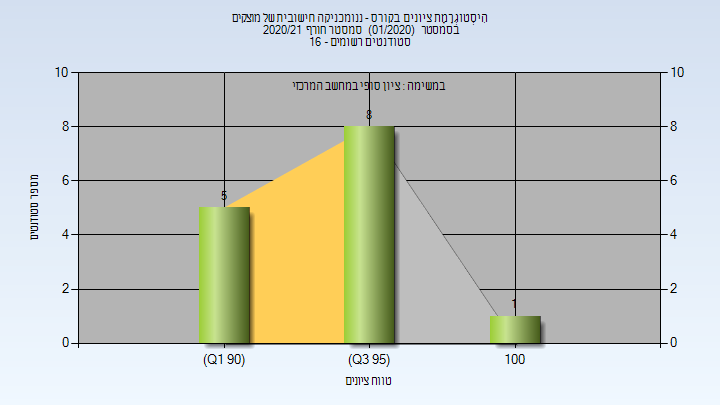 היסטוגרמת ציונים בקורס - ננומכניקה חישובית של מוצקים
בסמסטר (01/2020) סמסטר חורף 2020/21
סטודנטים רשומים - 16
במשימה : ציון סופי במחשב המרכזי
10
8
6
4
2
0
10
8
6
4
2
0
5
8
1
מספר סטודנטים
(Q1 90)
(Q3 95)
100
טווח ציונים